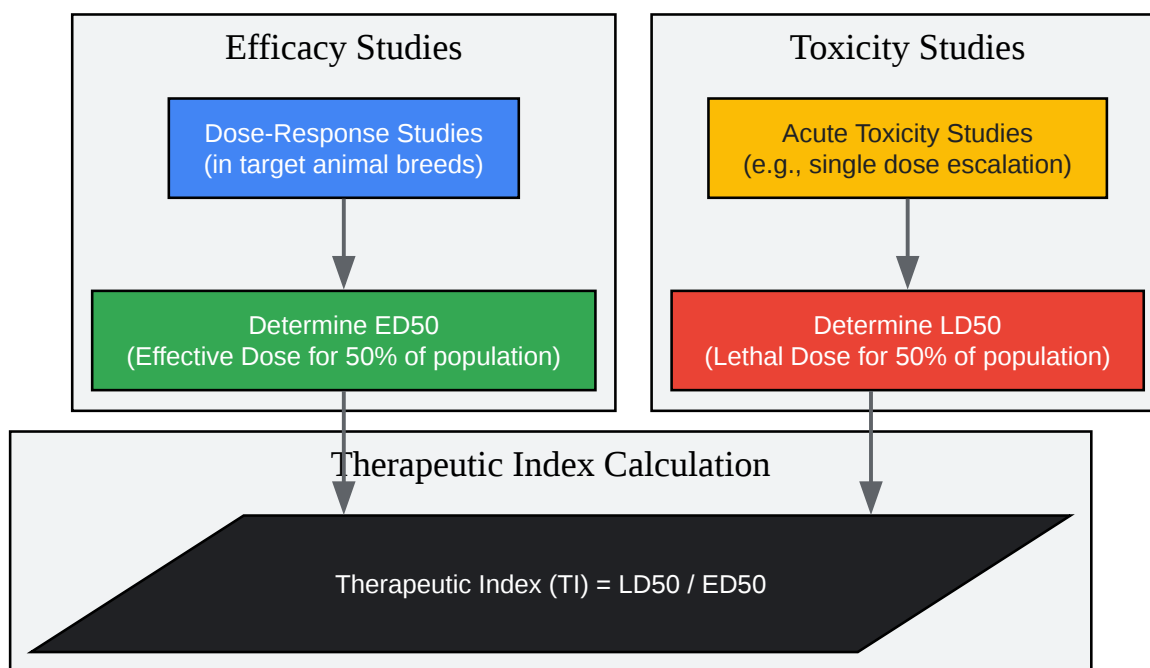 Efficacy Studies
Dose-Response Studies
(in target animal breeds)
Determine ED50
(Effective Dose for 50% of population)
Toxicity Studies
Acute Toxicity Studies
(e.g., single dose escalation)
Determine LD50
(Lethal Dose for 50% of population)
Therapeutic Index Calculation
Therapeutic Index (TI) = LD50 / ED50